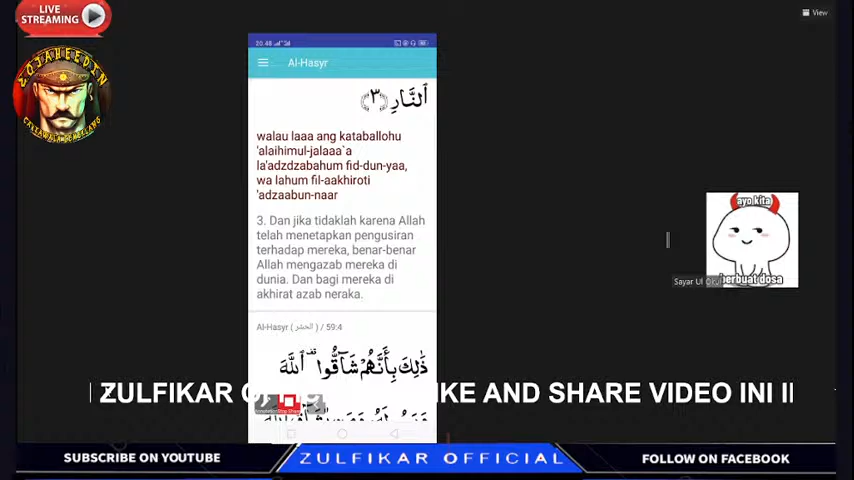 LIVE
STREAMING
View
20.48
Al-Hasyr
ٱلنَّارِ ﴿٣﴾
walau laaa ang kataballohu
'alaihimul-jalaaa`a
la'adzdzabahum fid-dun-yaa,
wa lahum fil-aakhiroti
'adzaabun-naar
3. Dan jika tidaklah karena Allah
telah menetapkan pengusiran
terhadap mereka, benar-benar
Allah mengazab mereka di
dunia. Dan bagi mereka di
akhirat azab neraka.
Al-Hasyr ( الحشر ) / 59:4
ذَٰلِكَ بِأَنَّهُمْ شَآقُّوا۟ ٱللَّهَ
ayo kita
berbuat dosa
Sayar Ul
ZULFIKAR KE AND SHARE VIDEO INI
SUBSCRIBE ON YOUTUBE
ZULFIKAR OFFICIAL
FOLLOW ON FACEBOOK